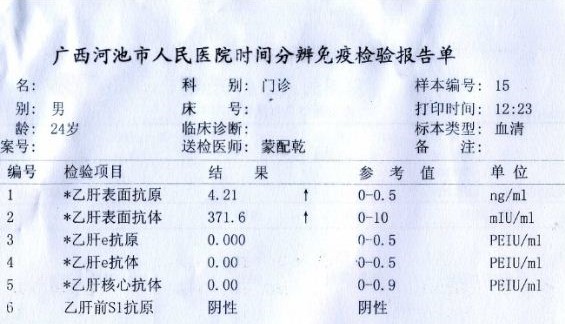 广西河池市人民医院时间分辨免疫检验报告单
名: 科 别: 门诊 样本编号: 15
别: 男 床 号: 打印时间: 12:23
龄: 24岁 临床诊断: 标本类型: 血清
案号: 送检医师: 蒙配乾 备 注:
编号 检验项目 结 果 参 考 值 单 位
1 *乙肝表面抗原 4.21 ↑ 0-0.5 ng/ml
2 *乙肝表面抗体 371.6 ↑ 0-10 mIU/ml
3 *乙肝e抗原 0.000 0-0.5 PEIU/ml
4 *乙肝e抗体 0.00 0-0.5 PEIU/ml
5 *乙肝核心抗体 0.00 0-0.9 PEIU/ml
6 乙肝前S1抗原 阴性 阴性